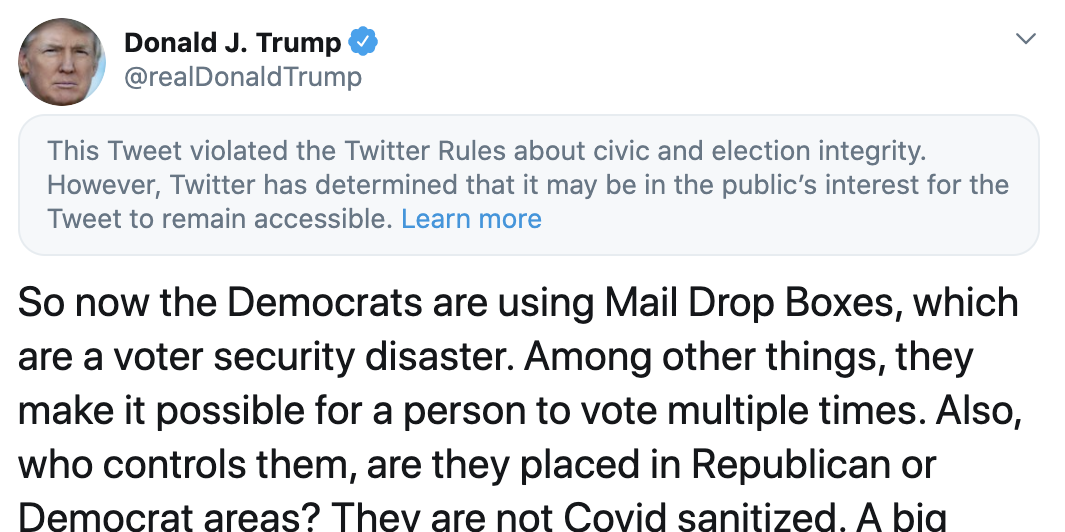 Donald J. Trump
@realDonaldTrump
This Tweet violated the Twitter Rules about civic and election integrity.
However, Twitter has determined that it may be in the public’s interest for the
Tweet to remain accessible. Learn more
So now the Democrats are using Mail Drop Boxes, which
are a voter security disaster. Among other things, they
make it possible for a person to vote multiple times. Also,
who controls them, are they placed in Republican or
Democrat areas? They are not Covid sanitized. A big